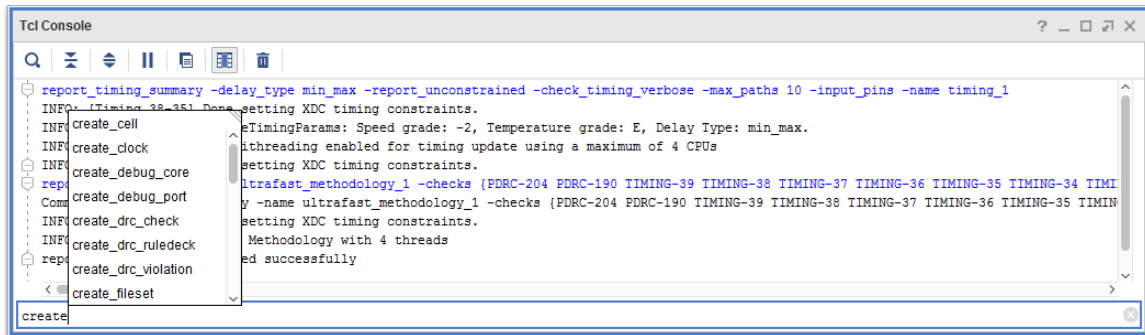 Tcl Console
report_timing_summary -delay_type min_max -report_unconstrained -check_timing_verbose -max_paths 10 -input_pins -name timing_1
INFO: [Timing 38-35] Done setting XDC timing constraints.
INFO eTimingParams: Speed grade: -2, Temperature grade: E, Delay Type: min_max.
INFO ithreading enabled for timing update using a maximum of 4 CPUs
INFO setting XDC timing constraints.
repo ltrafast_methodology_1 -checks {PDRC-204 PDRC-190 TIMING-39 TIMING-38 TIMING-37 TIMING-36 TIMING-35 TIMING-34 TIMI
Comm y -name ultrafast_methodology_1 -checks {PDRC-204 PDRC-190 TIMING-39 TIMING-38 TIMING-37 TIMING-36 TIMING-35 TIMIN
INFO setting XDC timing constraints.
INFO Methodology with 4 threads
repo ed successfully
create_cell
create_clock
create_debug_core
create_debug_port
create_drc_check
create_drc_ruledeck
create_drc_violation
create_fileset
create